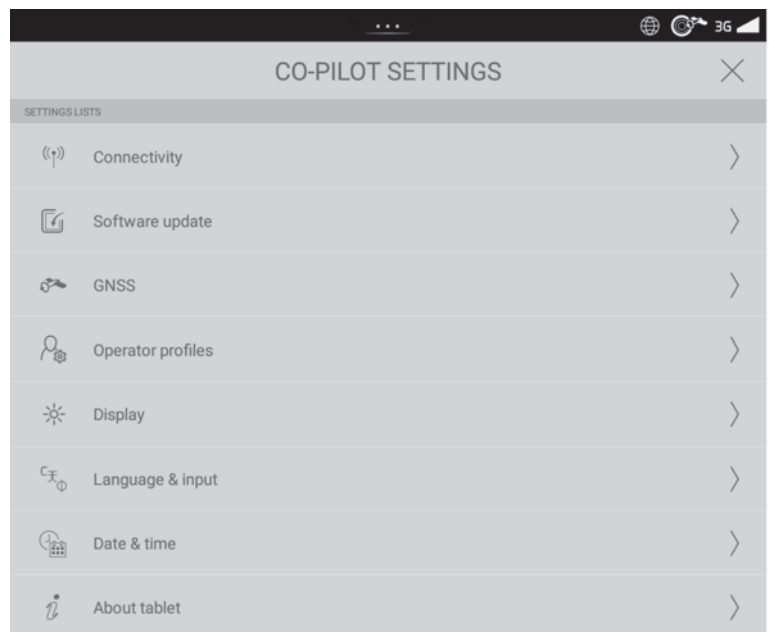 3G
CO-PILOT SETTINGS
SETTINGS LISTS
Connectivity
Software update
GNSS
Operator profiles
Display
Language & input
Date & time
About tablet